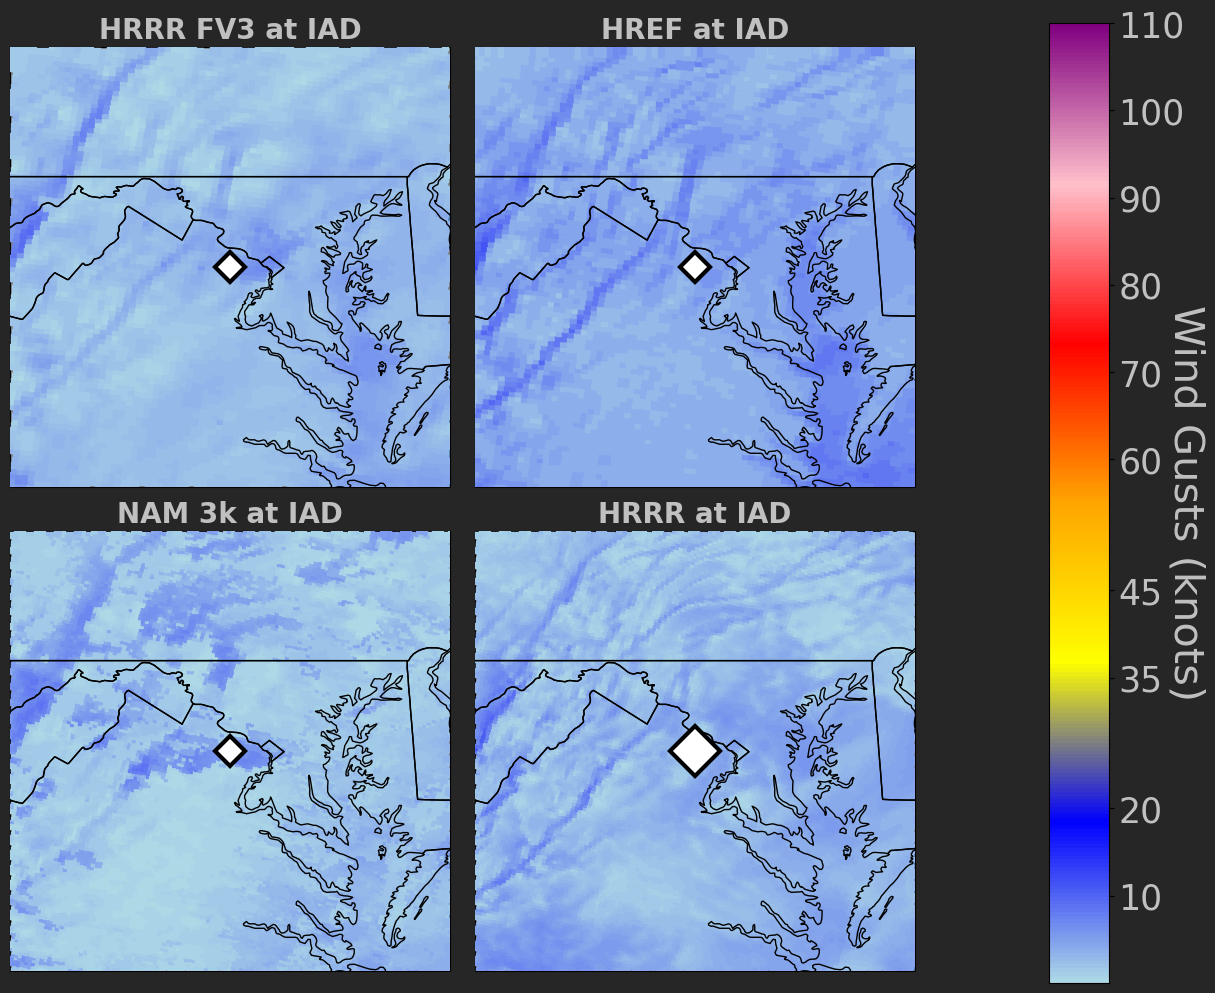 HRRR FV3 at IAD
HREF at IAD
NAM 3k at IAD
HRRR at IAD
110
100
90
80
70
60
45
35
20
10
Wind Gusts (knots)